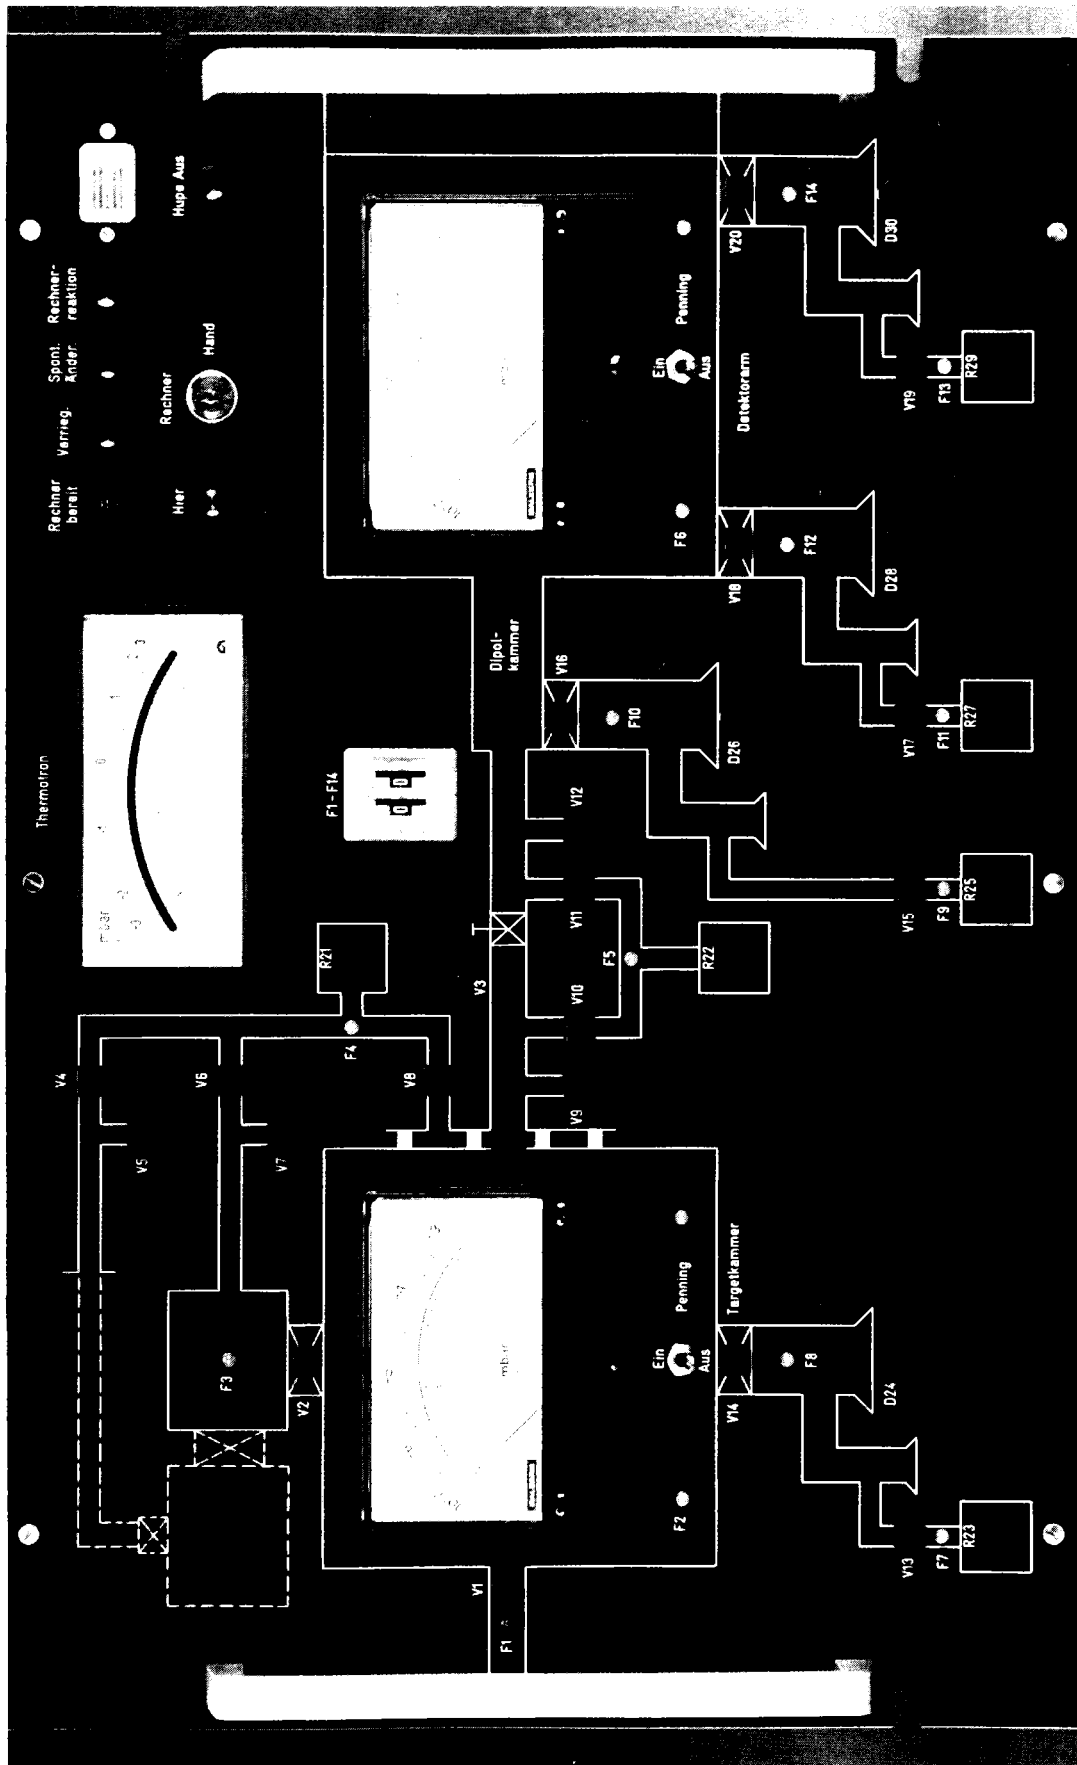 Thermotron
mbar
Rechner
bereit
Verrieg.
Spont.
Änder.
Rechner-
reaktion
Hier
Rechner
Hand
Hupe Aus
F1-F14
0 0
V4
V5
V6
V7
V8
F4
R21
F3
V2
V3
V1
F1
F2
mbar
Ein
Aus
Penning
Targetkammer
V9
V10
V11
V12
F5
R22
Dipol-
kammer
V16
F10
D26
V15
F9
R25
F6
Ein
Aus
Penning
Detektorarm
V14
F8
D24
V13
F7
R23
V18
F12
D28
V17
F11
R27
V20
F14
D30
V19
F13
R29